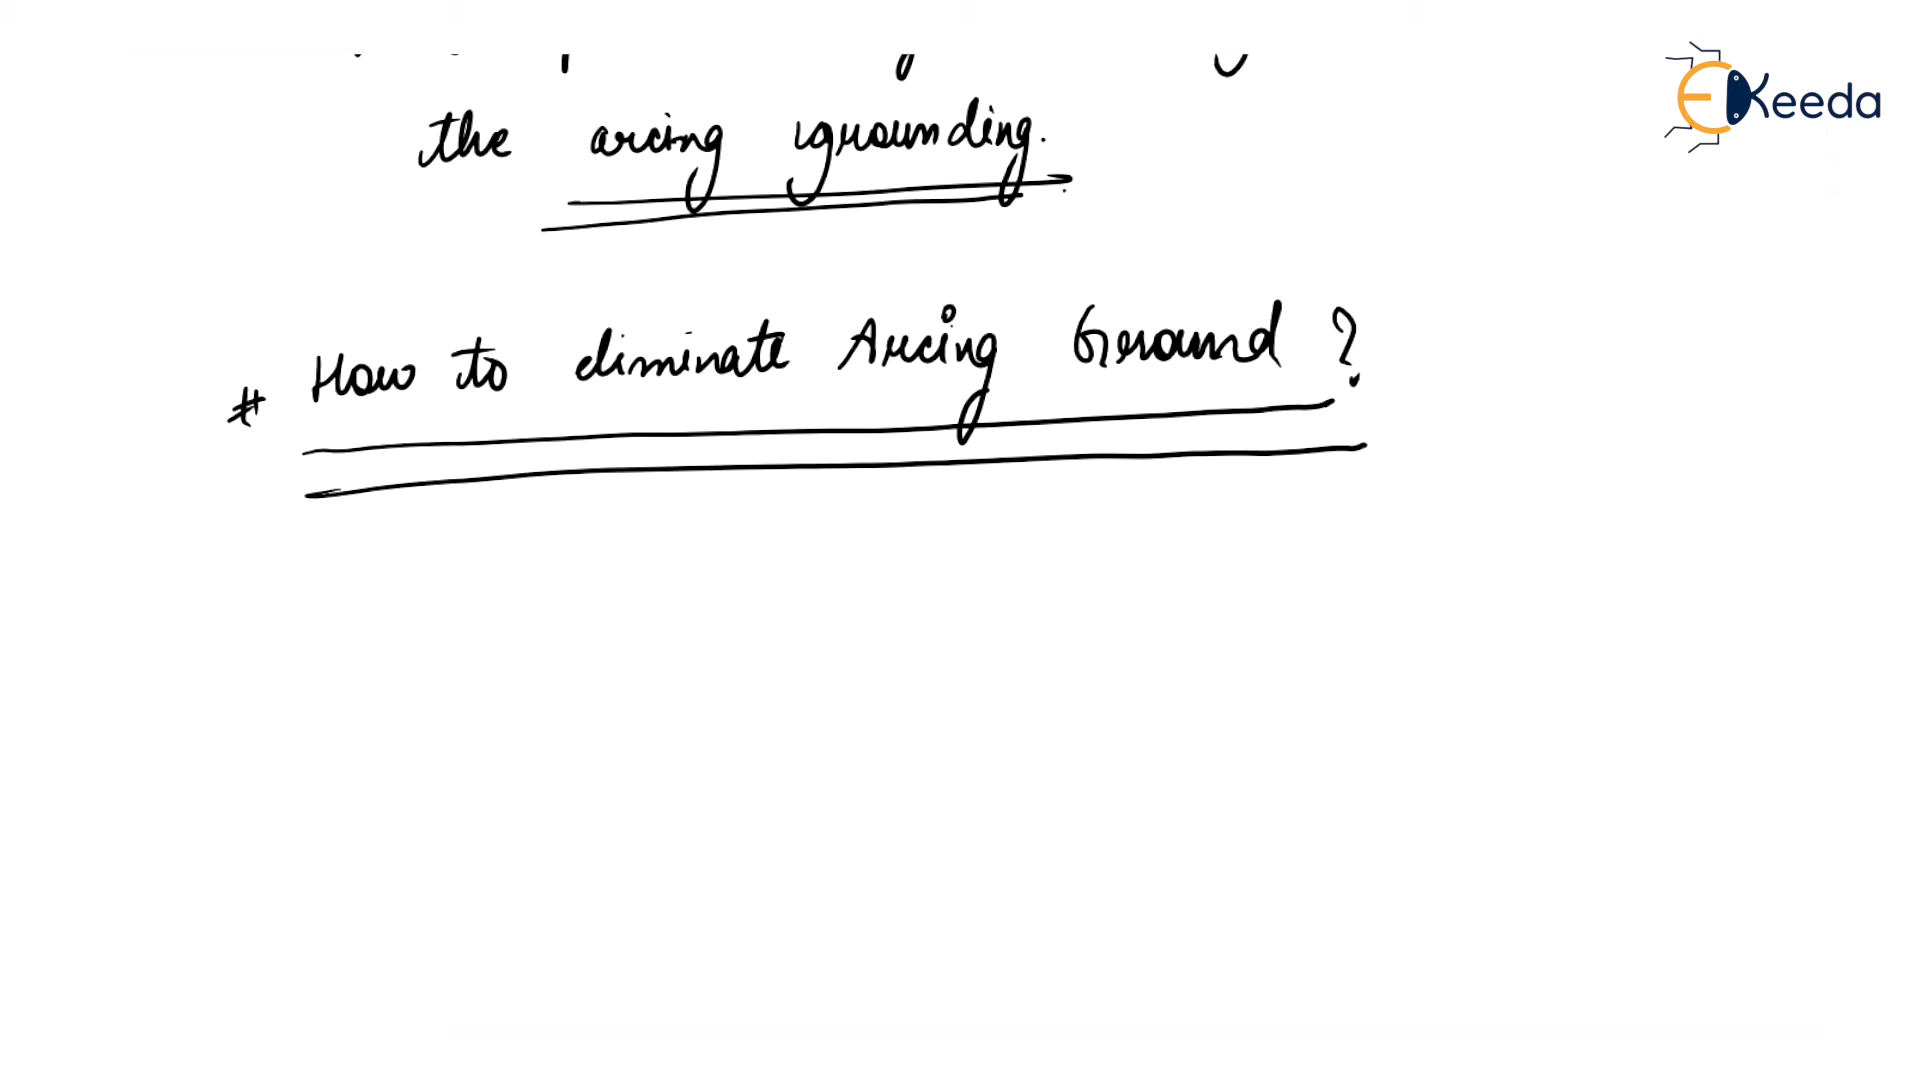 EKeeda
the arcing grounding.
# How to eliminate Arcing Ground ?